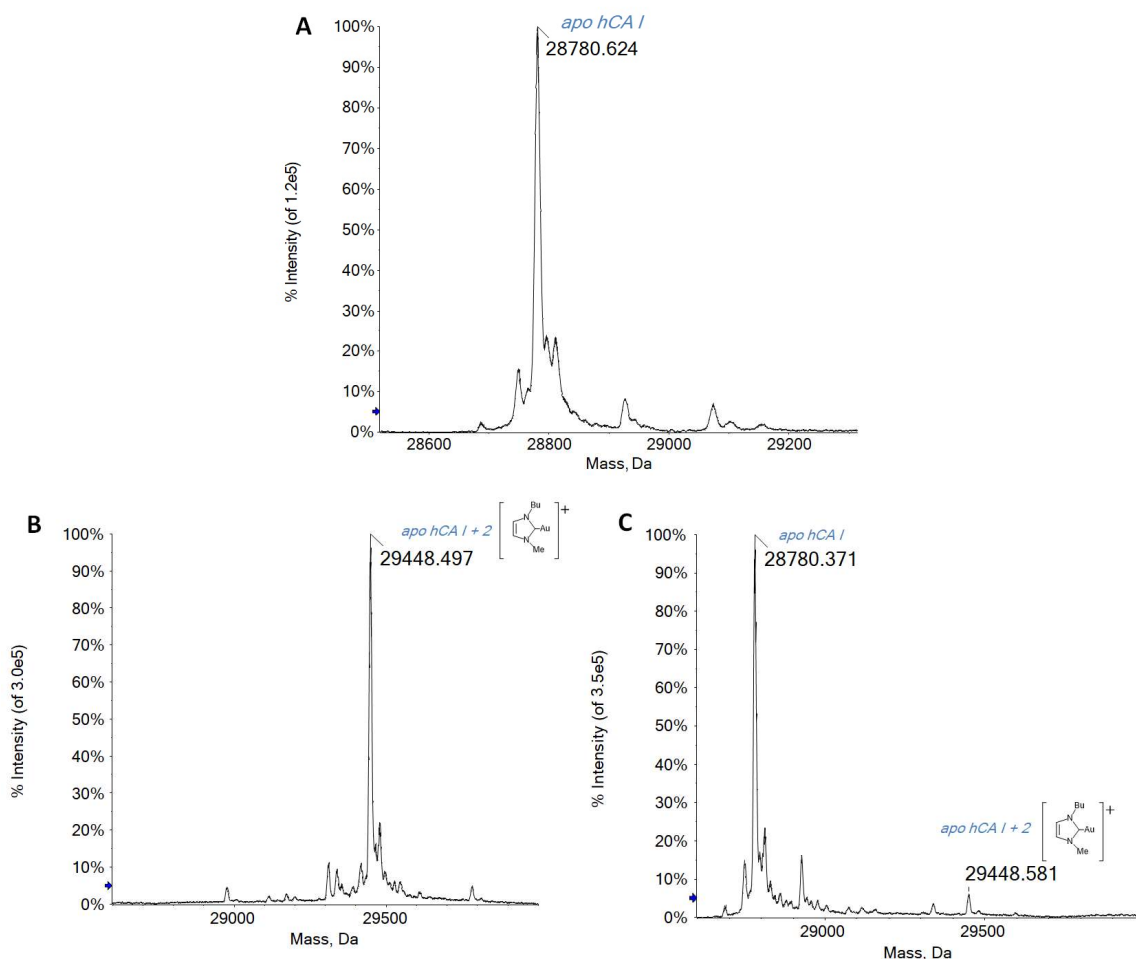 A
apo hCA I
28780.624
100%
90%
80%
70%
60%
50%
40%
30%
20%
10%
0%
% Intensity (of 1.2e5)
28600
28800
29000
29200
Mass, Da
B
apo hCA I + 2
Bu
N
Au
N
Me
+
29448.497
100%
90%
80%
70%
60%
50%
40%
30%
20%
10%
0%
% Intensity (of 3.0e5)
29000
29500
Mass, Da
C
apo hCA I
28780.371
100%
90%
80%
70%
60%
50%
40%
30%
20%
10%
0%
% Intensity (of 3.5e5)
apo hCA I + 2
Bu
N
Au
N
Me
+
29448.581
29000
29500
Mass, Da